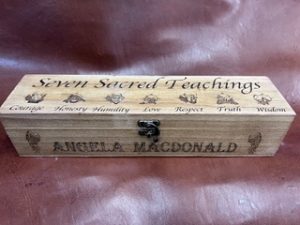 Seven Sacred Teachings
Courage Honesty Humility Love Respect Truth Wisdom
ANGELA MACDONALD